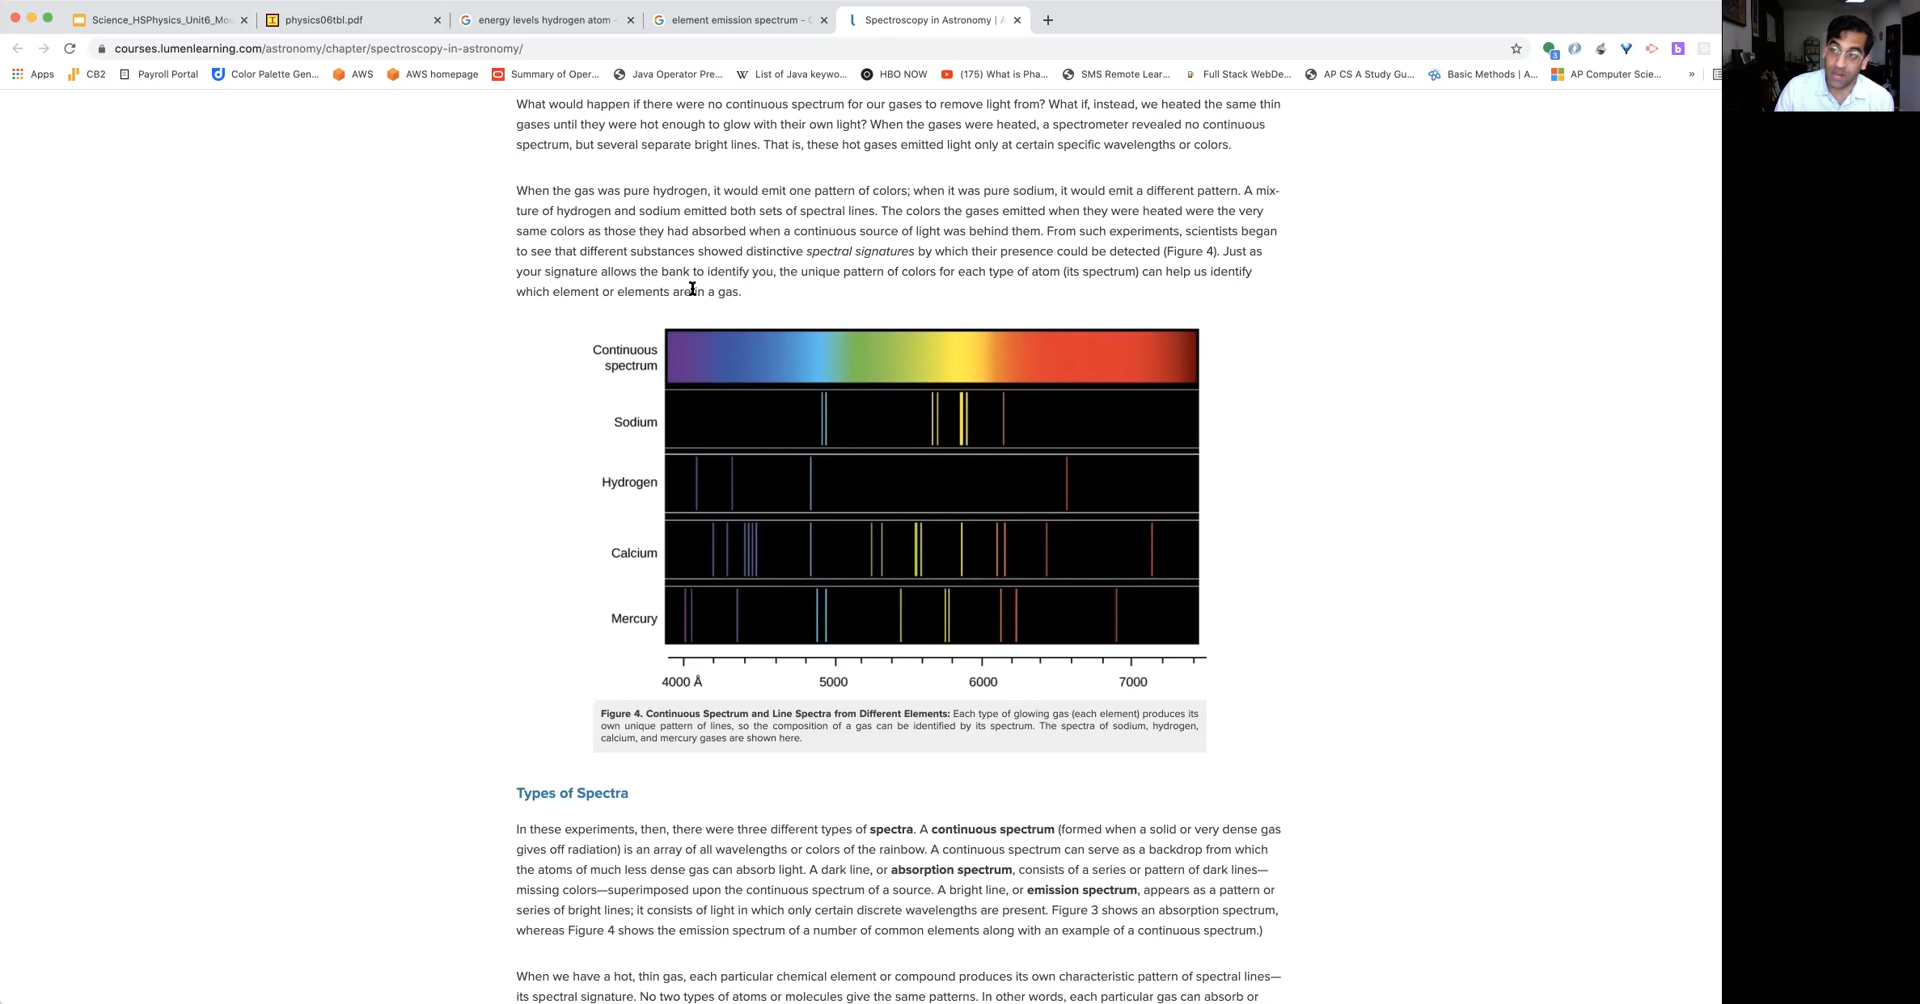 Science_HSPhysics_Unit6_Mo
physics06tbl.pdf
energy levels hydrogen atom -
element emission spectrum -
Spectroscopy in Astronomy |
courses.lumenlearning.com/astronomy/chapter/spectroscopy-in-astronomy/
Apps
CB2
Payroll Portal
Color Palette Gen...
AWS
AWS homepage
Summary of Oper...
Java Operator Pre...
List of Java keywo...
HBO NOW
(175) What is Pha...
SMS Remote Lear...
Full Stack WebDe...
AP CS A Study Gu...
Basic Methods | A...
AP Computer Scie...
»
What would happen if there were no continuous spectrum for our gases to remove light from? What if, instead, we heated the same thin
gases until they were hot enough to glow with their own light? When the gases were heated, a spectrometer revealed no continuous
spectrum, but several separate bright lines. That is, these hot gases emitted light only at certain specific wavelengths or colors.
When the gas was pure hydrogen, it would emit one pattern of colors; when it was pure sodium, it would emit a different pattern. A mix-
ture of hydrogen and sodium emitted both sets of spectral lines. The colors the gases emitted when they were heated were the very
same colors as those they had absorbed when a continuous source of light was behind them. From such experiments, scientists began
to see that different substances showed distinctive spectral signatures by which their presence could be detected (Figure 4). Just as
your signature allows the bank to identify you, the unique pattern of colors for each type of atom (its spectrum) can help us identify
which element or elements are in a gas.
Continuous
spectrum
Sodium
Hydrogen
Calcium
Mercury
4000 Å 5000 6000 7000
Figure 4. Continuous Spectrum and Line Spectra from Different Elements: Each type of glowing gas (each element) produces its
own unique pattern of lines, so the composition of a gas can be identified by its spectrum. The spectra of sodium, hydrogen,
calcium, and mercury gases are shown here.
Types of Spectra
In these experiments, then, there were three different types of spectra. A continuous spectrum (formed when a solid or very dense gas
gives off radiation) is an array of all wavelengths or colors of the rainbow. A continuous spectrum can serve as a backdrop from which
the atoms of much less dense gas can absorb light. A dark line, or absorption spectrum, consists of a series or pattern of dark lines—
missing colors—superimposed upon the continuous spectrum of a source. A bright line, or emission spectrum, appears as a pattern or
series of bright lines; it consists of light in which only certain discrete wavelengths are present. Figure 3 shows an absorption spectrum,
whereas Figure 4 shows the emission spectrum of a number of common elements along with an example of a continuous spectrum.)
When we have a hot, thin gas, each particular chemical element or compound produces its own characteristic pattern of spectral lines—
its spectral signature. No two types of atoms or molecules give the same patterns. In other words, each particular gas can absorb or